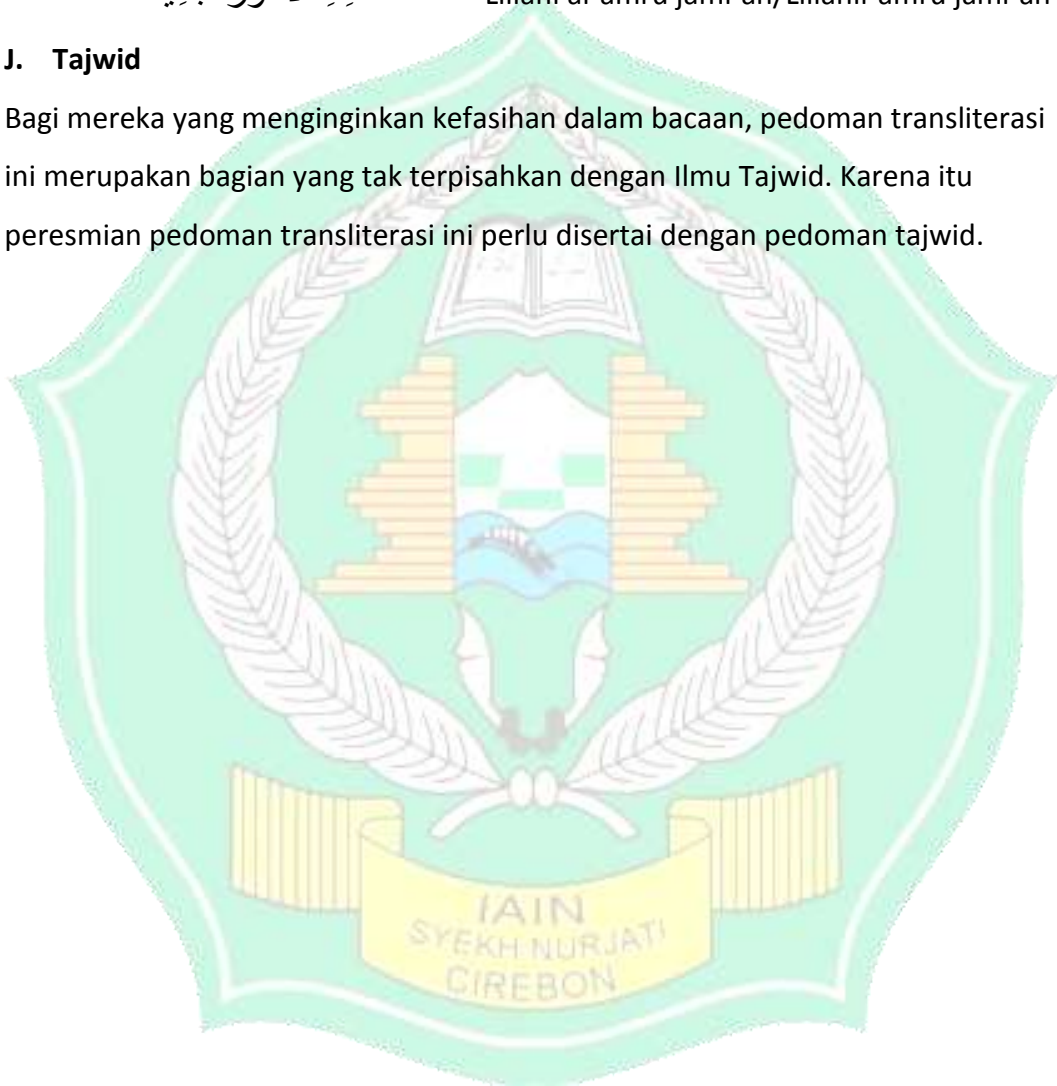 J. Tajwid
Bagi mereka yang menginginkan kefasihan dalam bacaan, pedoman transliterasi
ini merupakan bagian yang tak terpisahkan dengan Ilmu Tajwid. Karena itu
peresmian pedoman transliterasi ini perlu disertai dengan pedoman tajwid.
IAIN
SYEKH NURJATI
CIREBON